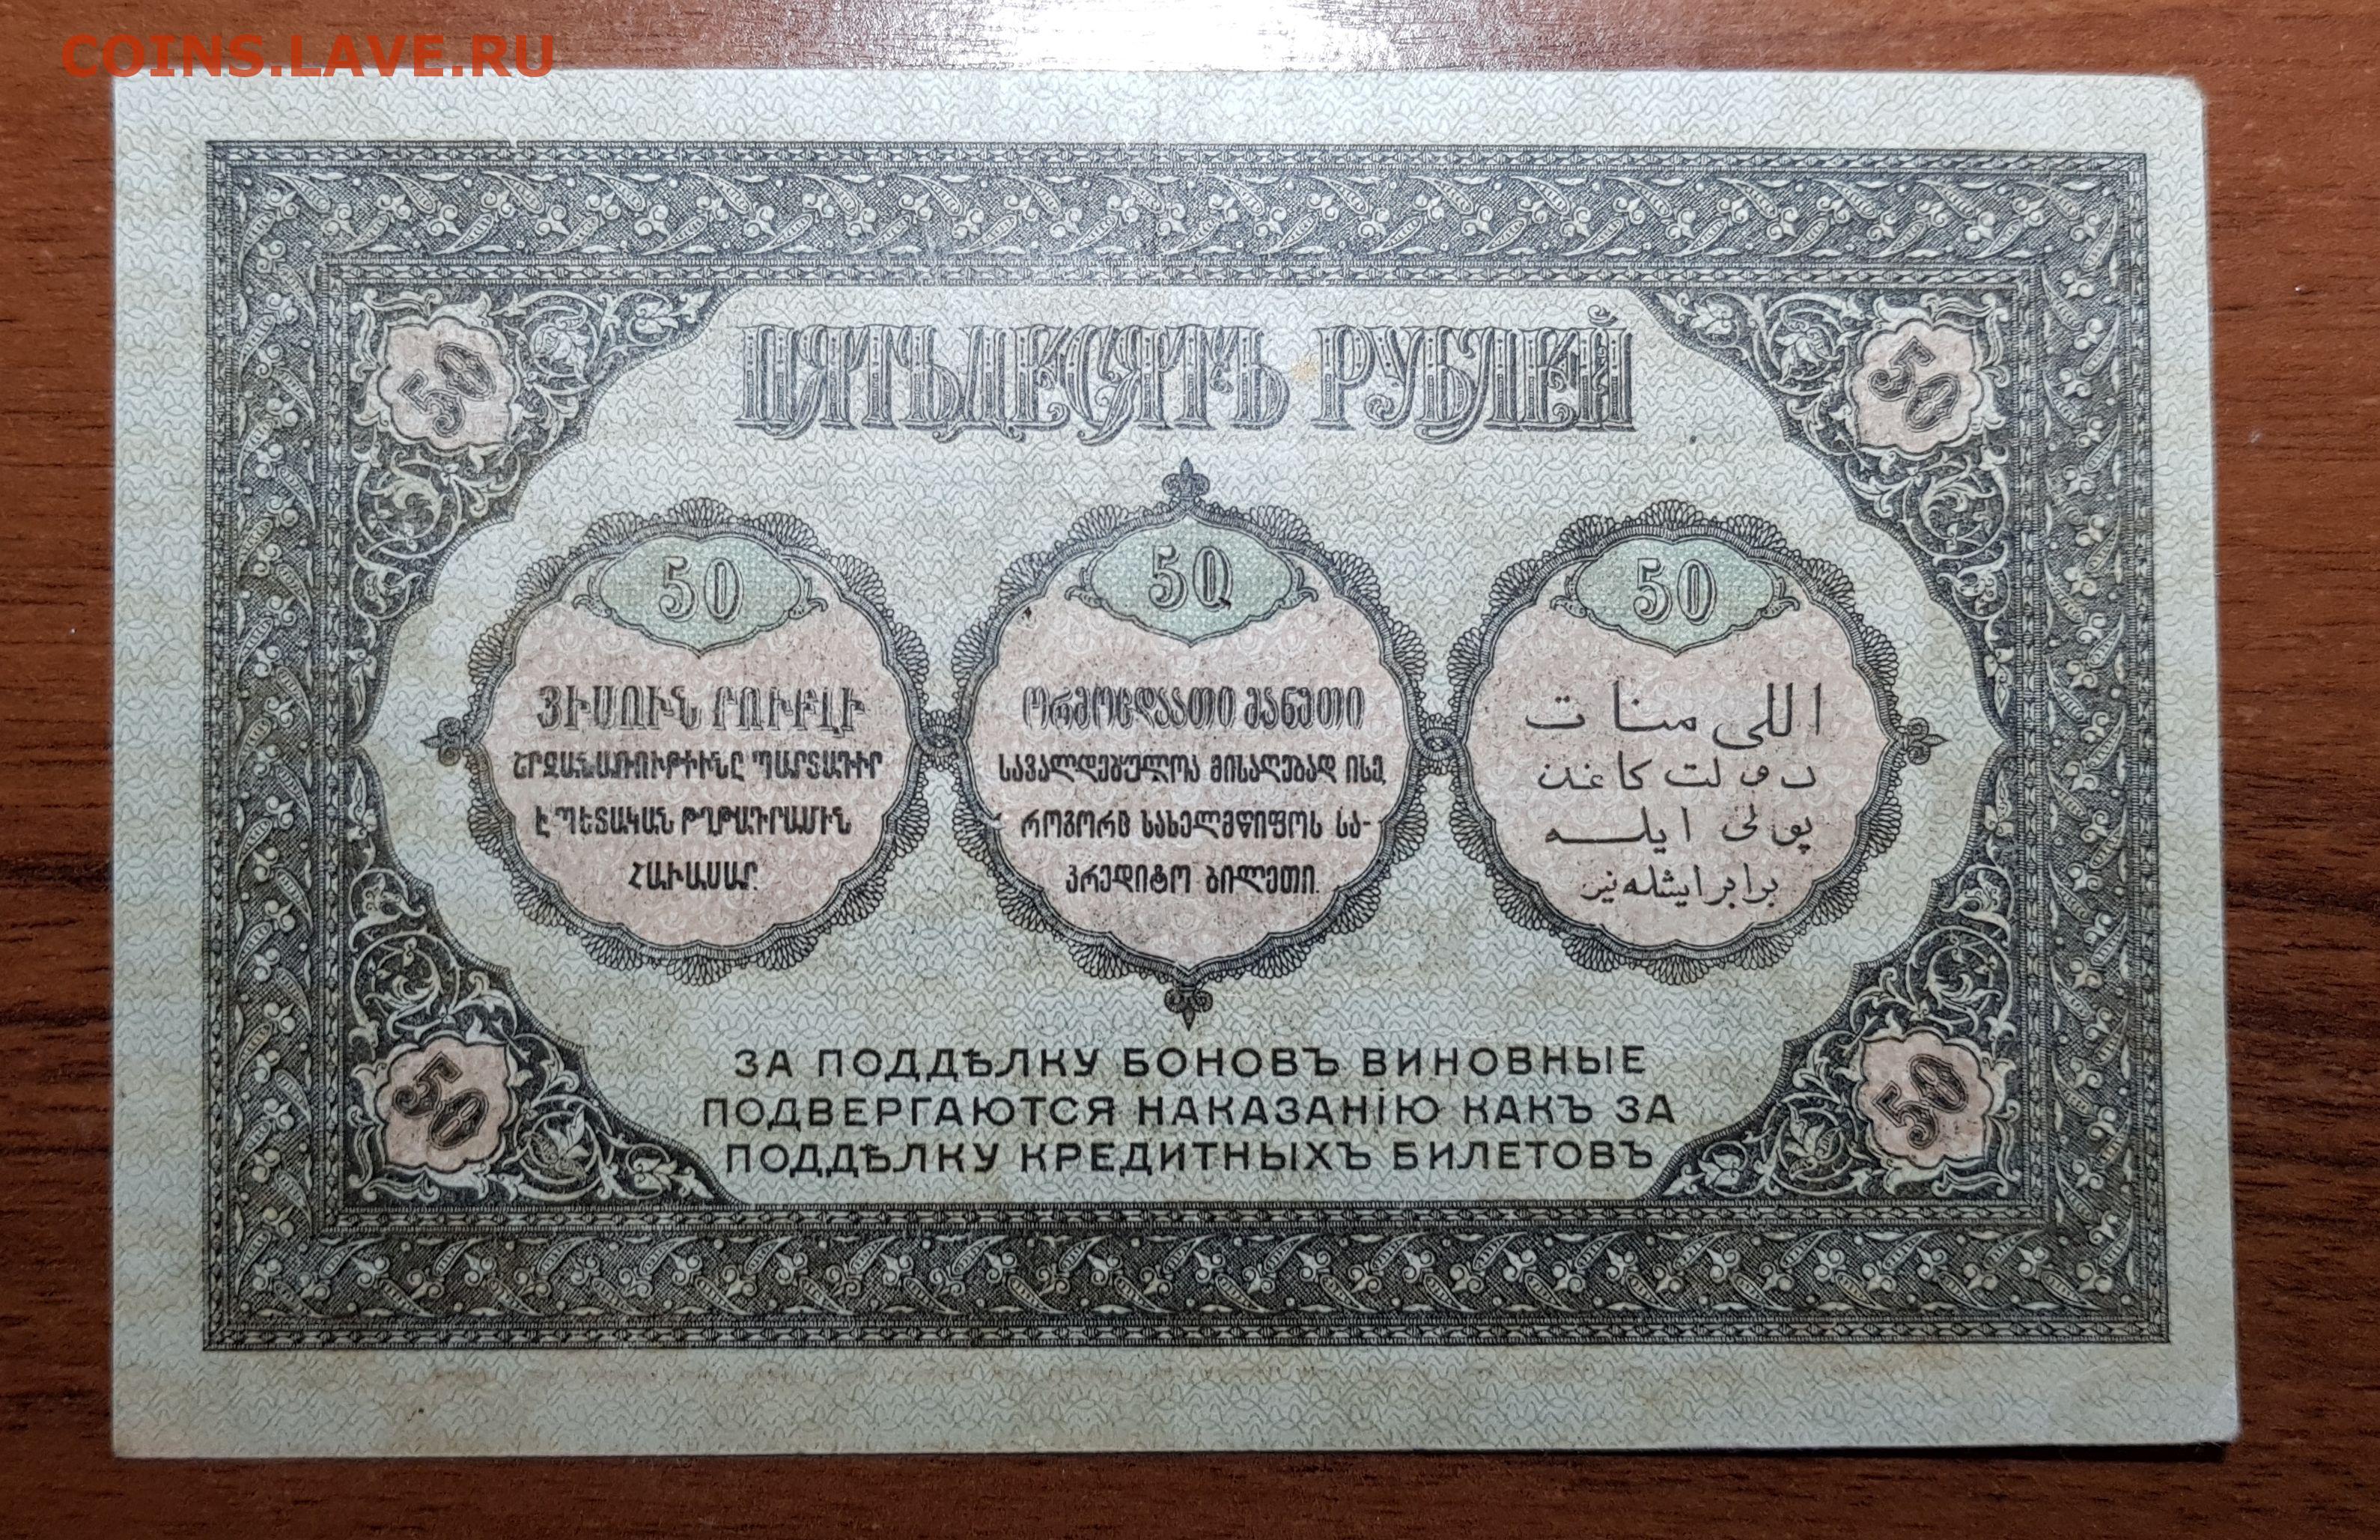 COINS.LAVE.RU
ПЯТЬДЕСЯТЪ РУБЛЕЙ
50
50
50
50
50
ՅԻՍՈՒՆ ՐՈՒԲԼԻ
ՇՐՋԱՆԱՌՈՒԹԻՒՆԸ ՊԱՐՏԱԴԻՐ
Է ՊԵՏԱԿԱՆ ԹՂԹԱԴՐԱՄԻՆ
ՀԱՒԱՍԱՐ.
ორმოცდაათი მანეთი
სავალდებულოა მისაღებად ისე,
როგორც სახელმწიფოს სა-
კრედიტო ბილეთი.
اللی منات
دولت کاغذ
پولی ایله
برابر ایشله نیر
ЗА ПОДДѢЛКУ БОНОВЪ ВИНОВНЫЕ
ПОДВЕРГАЮТСЯ НАКАЗАНІЮ КАКЪ ЗА
ПОДДѢЛКУ КРЕДИТНЫХЪ БИЛЕТОВЪ
50
50